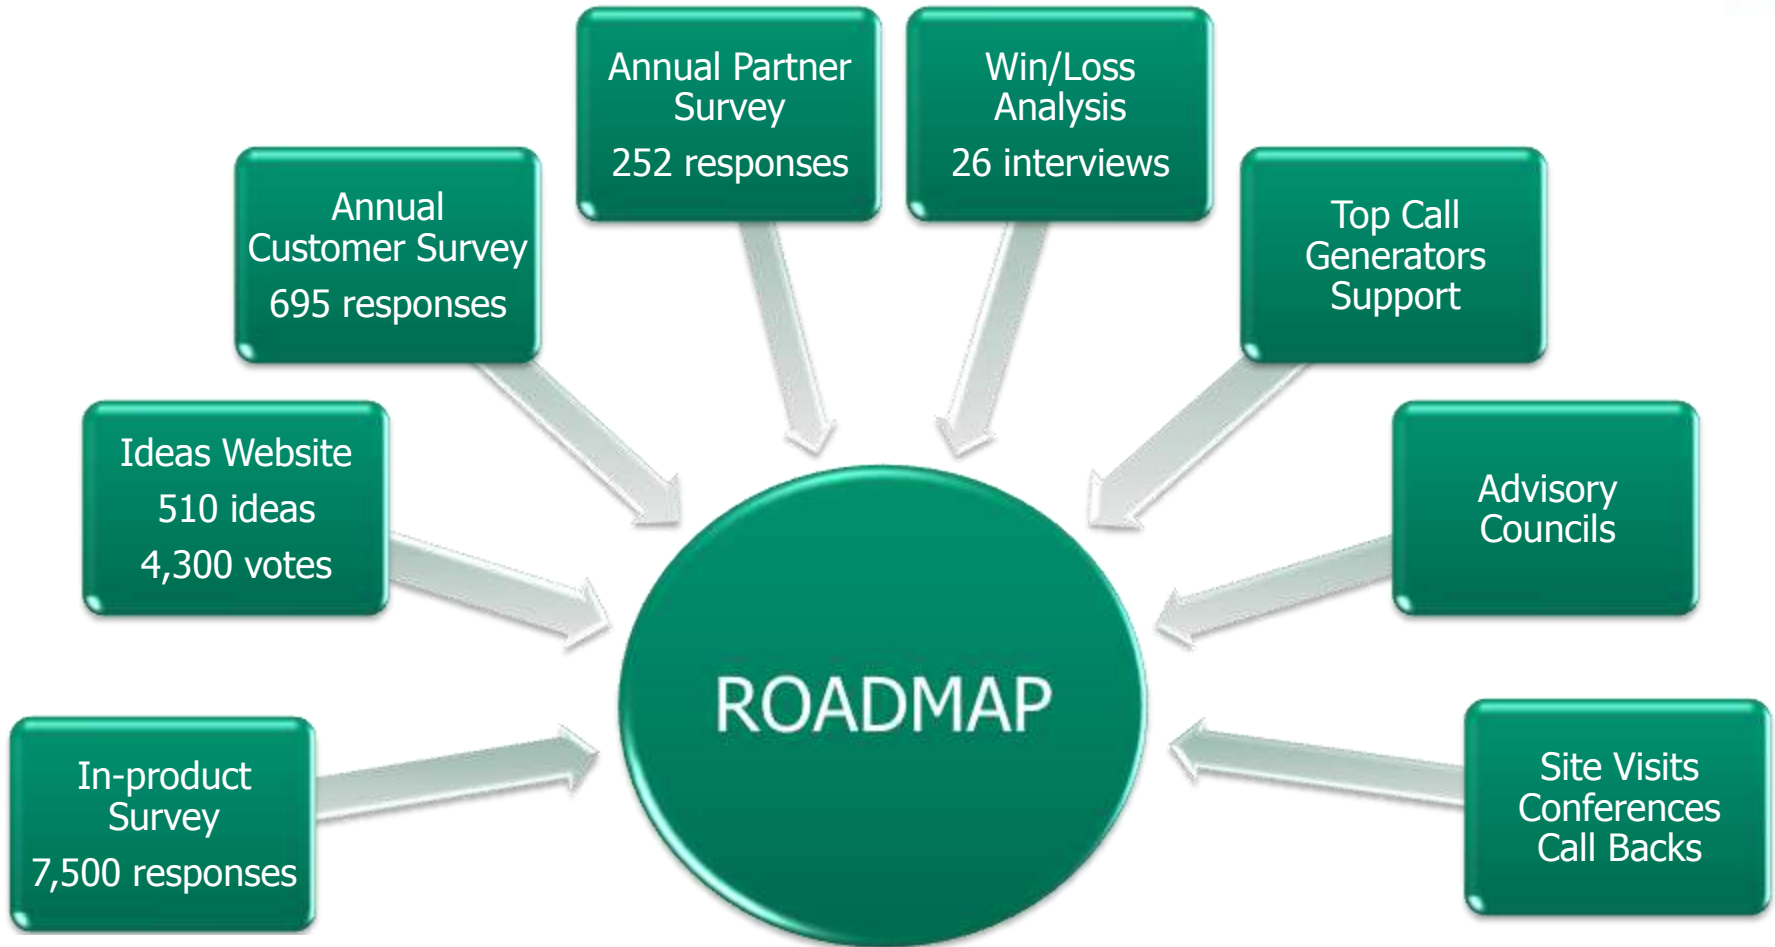 Annual Partner
Survey
252 responses
Win/Loss
Analysis
26 interviews
Annual
Customer Survey
695 responses
Top Call
Generators
Support
Ideas Website
510 ideas
4,300 votes
Advisory
Councils
ROADMAP
In-product
Survey
7,500 responses
Site Visits
Conferences
Call Backs